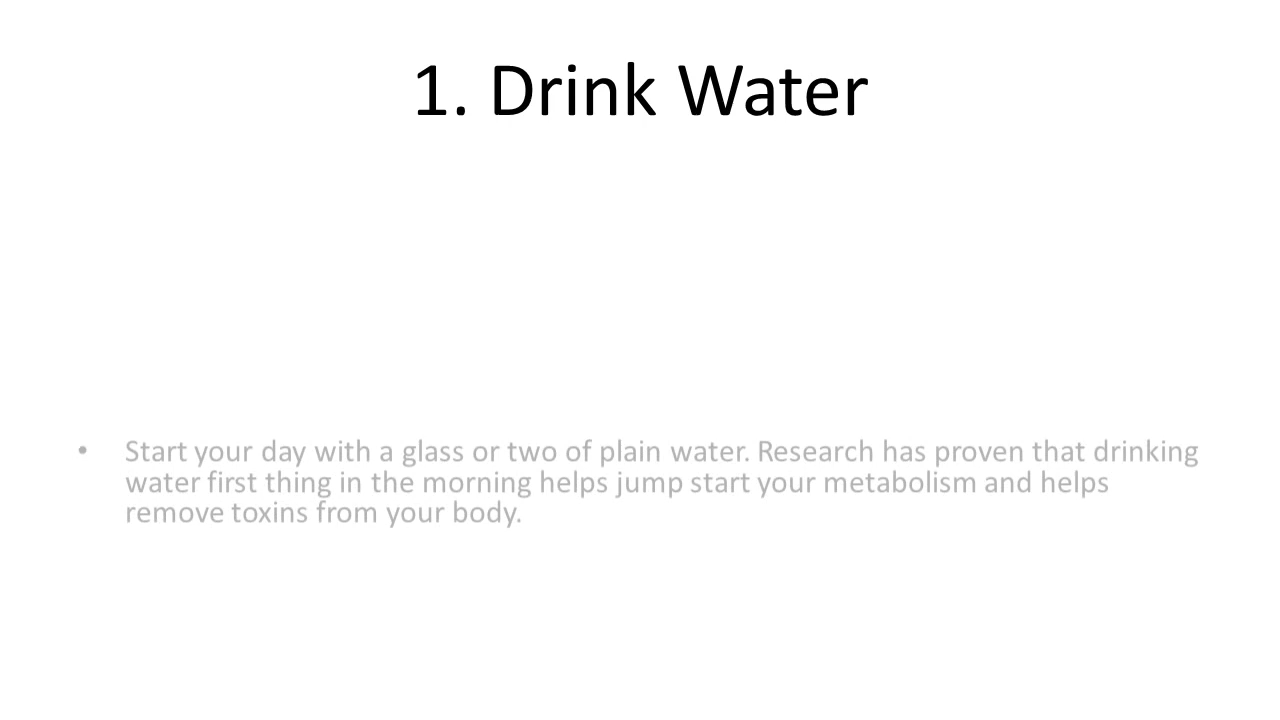 1. Drink Water
• Start your day with a glass or two of plain water. Research has proven that drinking
water first thing in the morning helps jump start your metabolism and helps
remove toxins from your body.